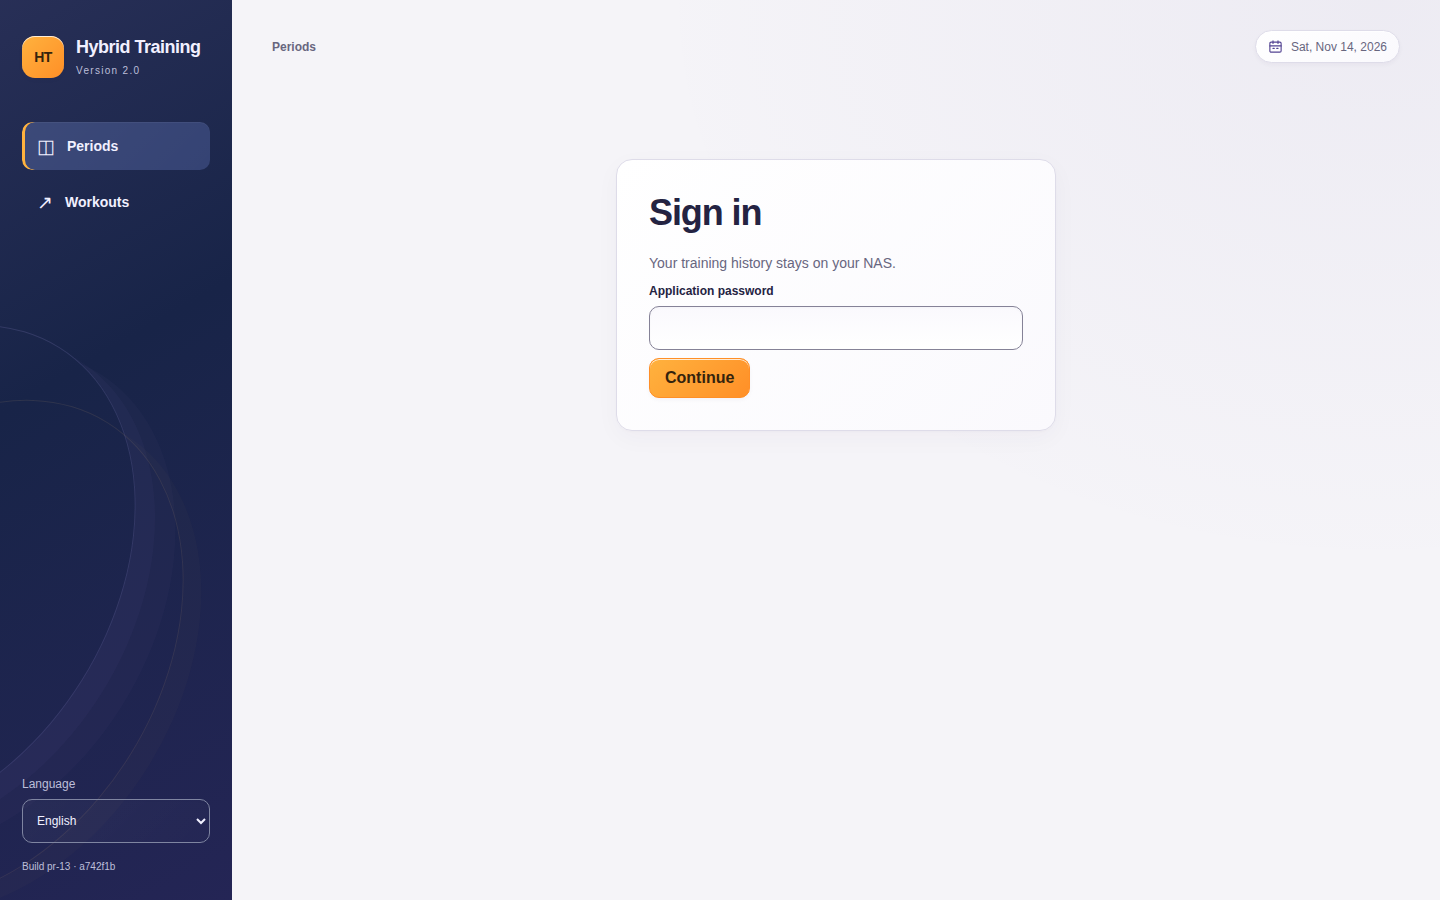 HT
Hybrid Training
Version 2.0
Periods
Workouts
Language
English
Build pr-13 · a742f1b
Periods
Sat, Nov 14, 2026
Sign in
Your training history stays on your NAS.
Application password
Continue